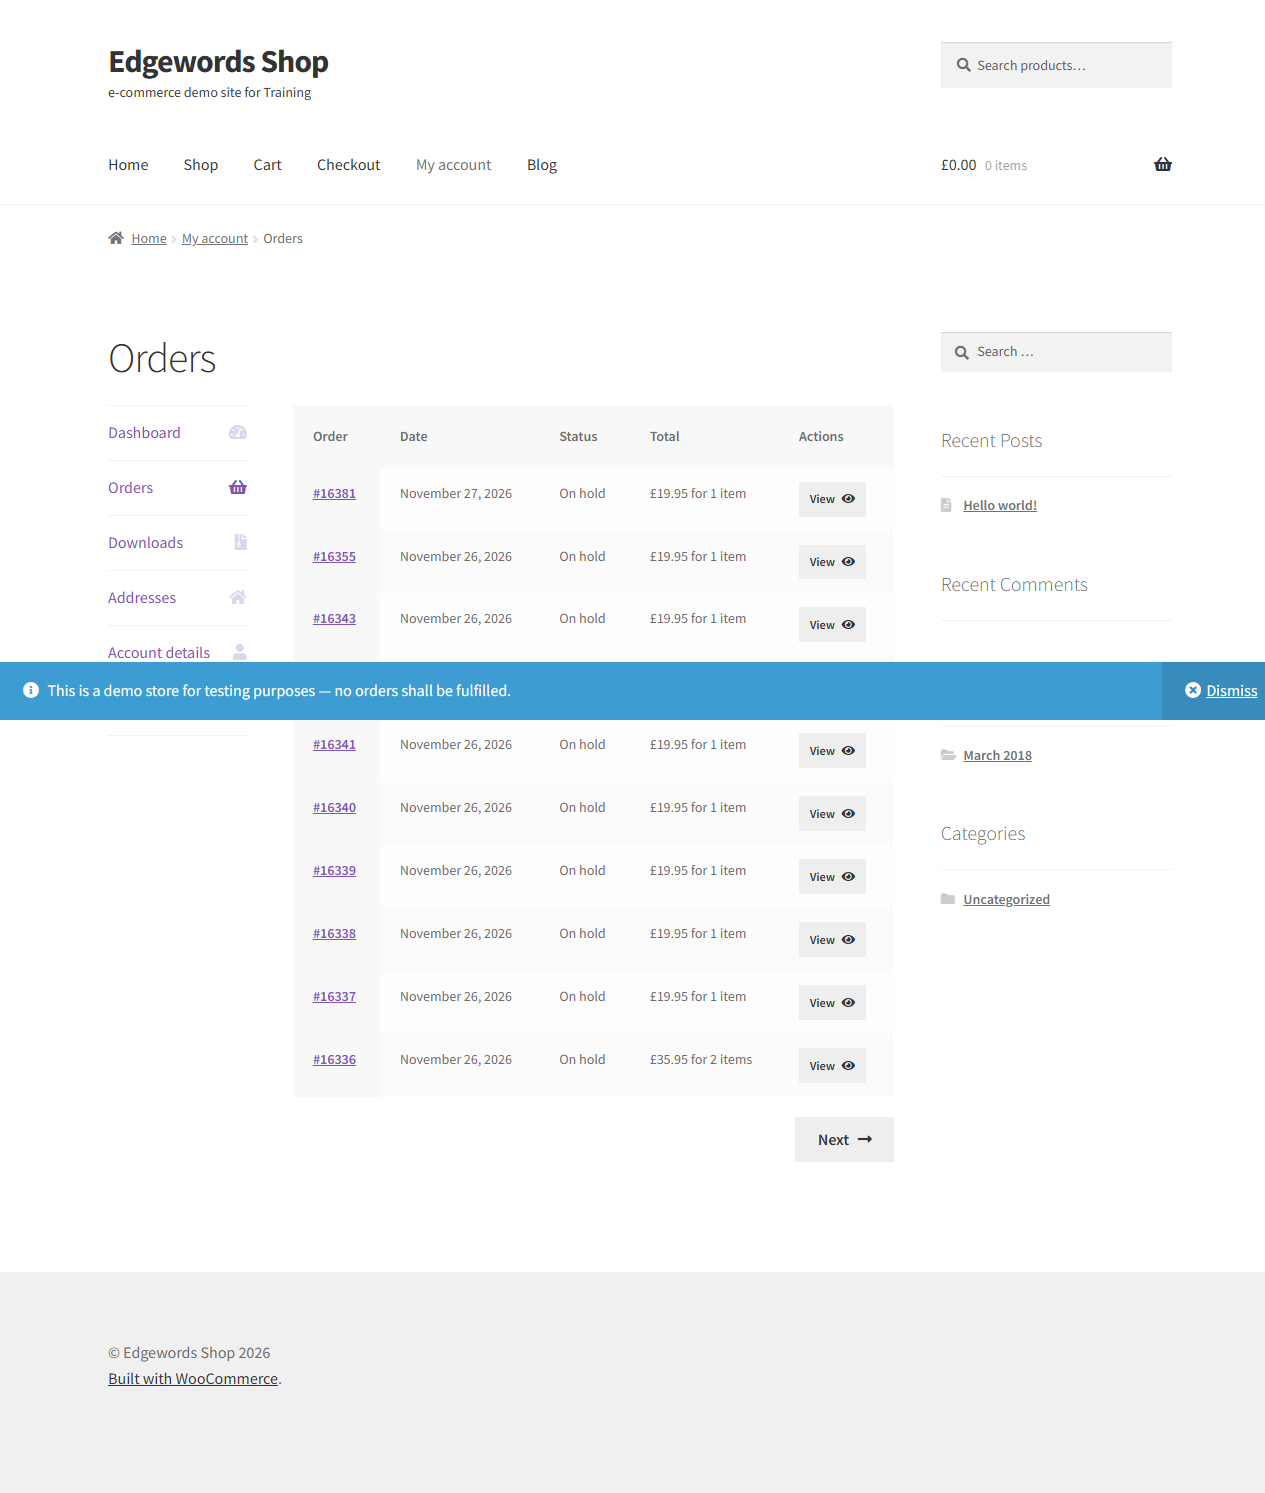 Edgewords Shop
e-commerce demo site for Training
Search products…
Home Shop Cart Checkout My account Blog
£0.00 0 items
Home My account Orders
Orders
Dashboard
Orders
Downloads
Addresses
Account details
Order Date Status Total Actions
#16381 November 27, 2026 On hold £19.95 for 1 item View
#16355 November 26, 2026 On hold £19.95 for 1 item View
#16343 November 26, 2026 On hold £19.95 for 1 item View
This is a demo store for testing purposes — no orders shall be fulfilled. Dismiss
#16341 November 26, 2026 On hold £19.95 for 1 item View
#16340 November 26, 2026 On hold £19.95 for 1 item View
#16339 November 26, 2026 On hold £19.95 for 1 item View
#16338 November 26, 2026 On hold £19.95 for 1 item View
#16337 November 26, 2026 On hold £19.95 for 1 item View
#16336 November 26, 2026 On hold £35.95 for 2 items View
Next
Search …
Recent Posts
Hello world!
Recent Comments
March 2018
Categories
Uncategorized
© Edgewords Shop 2026
Built with WooCommerce.